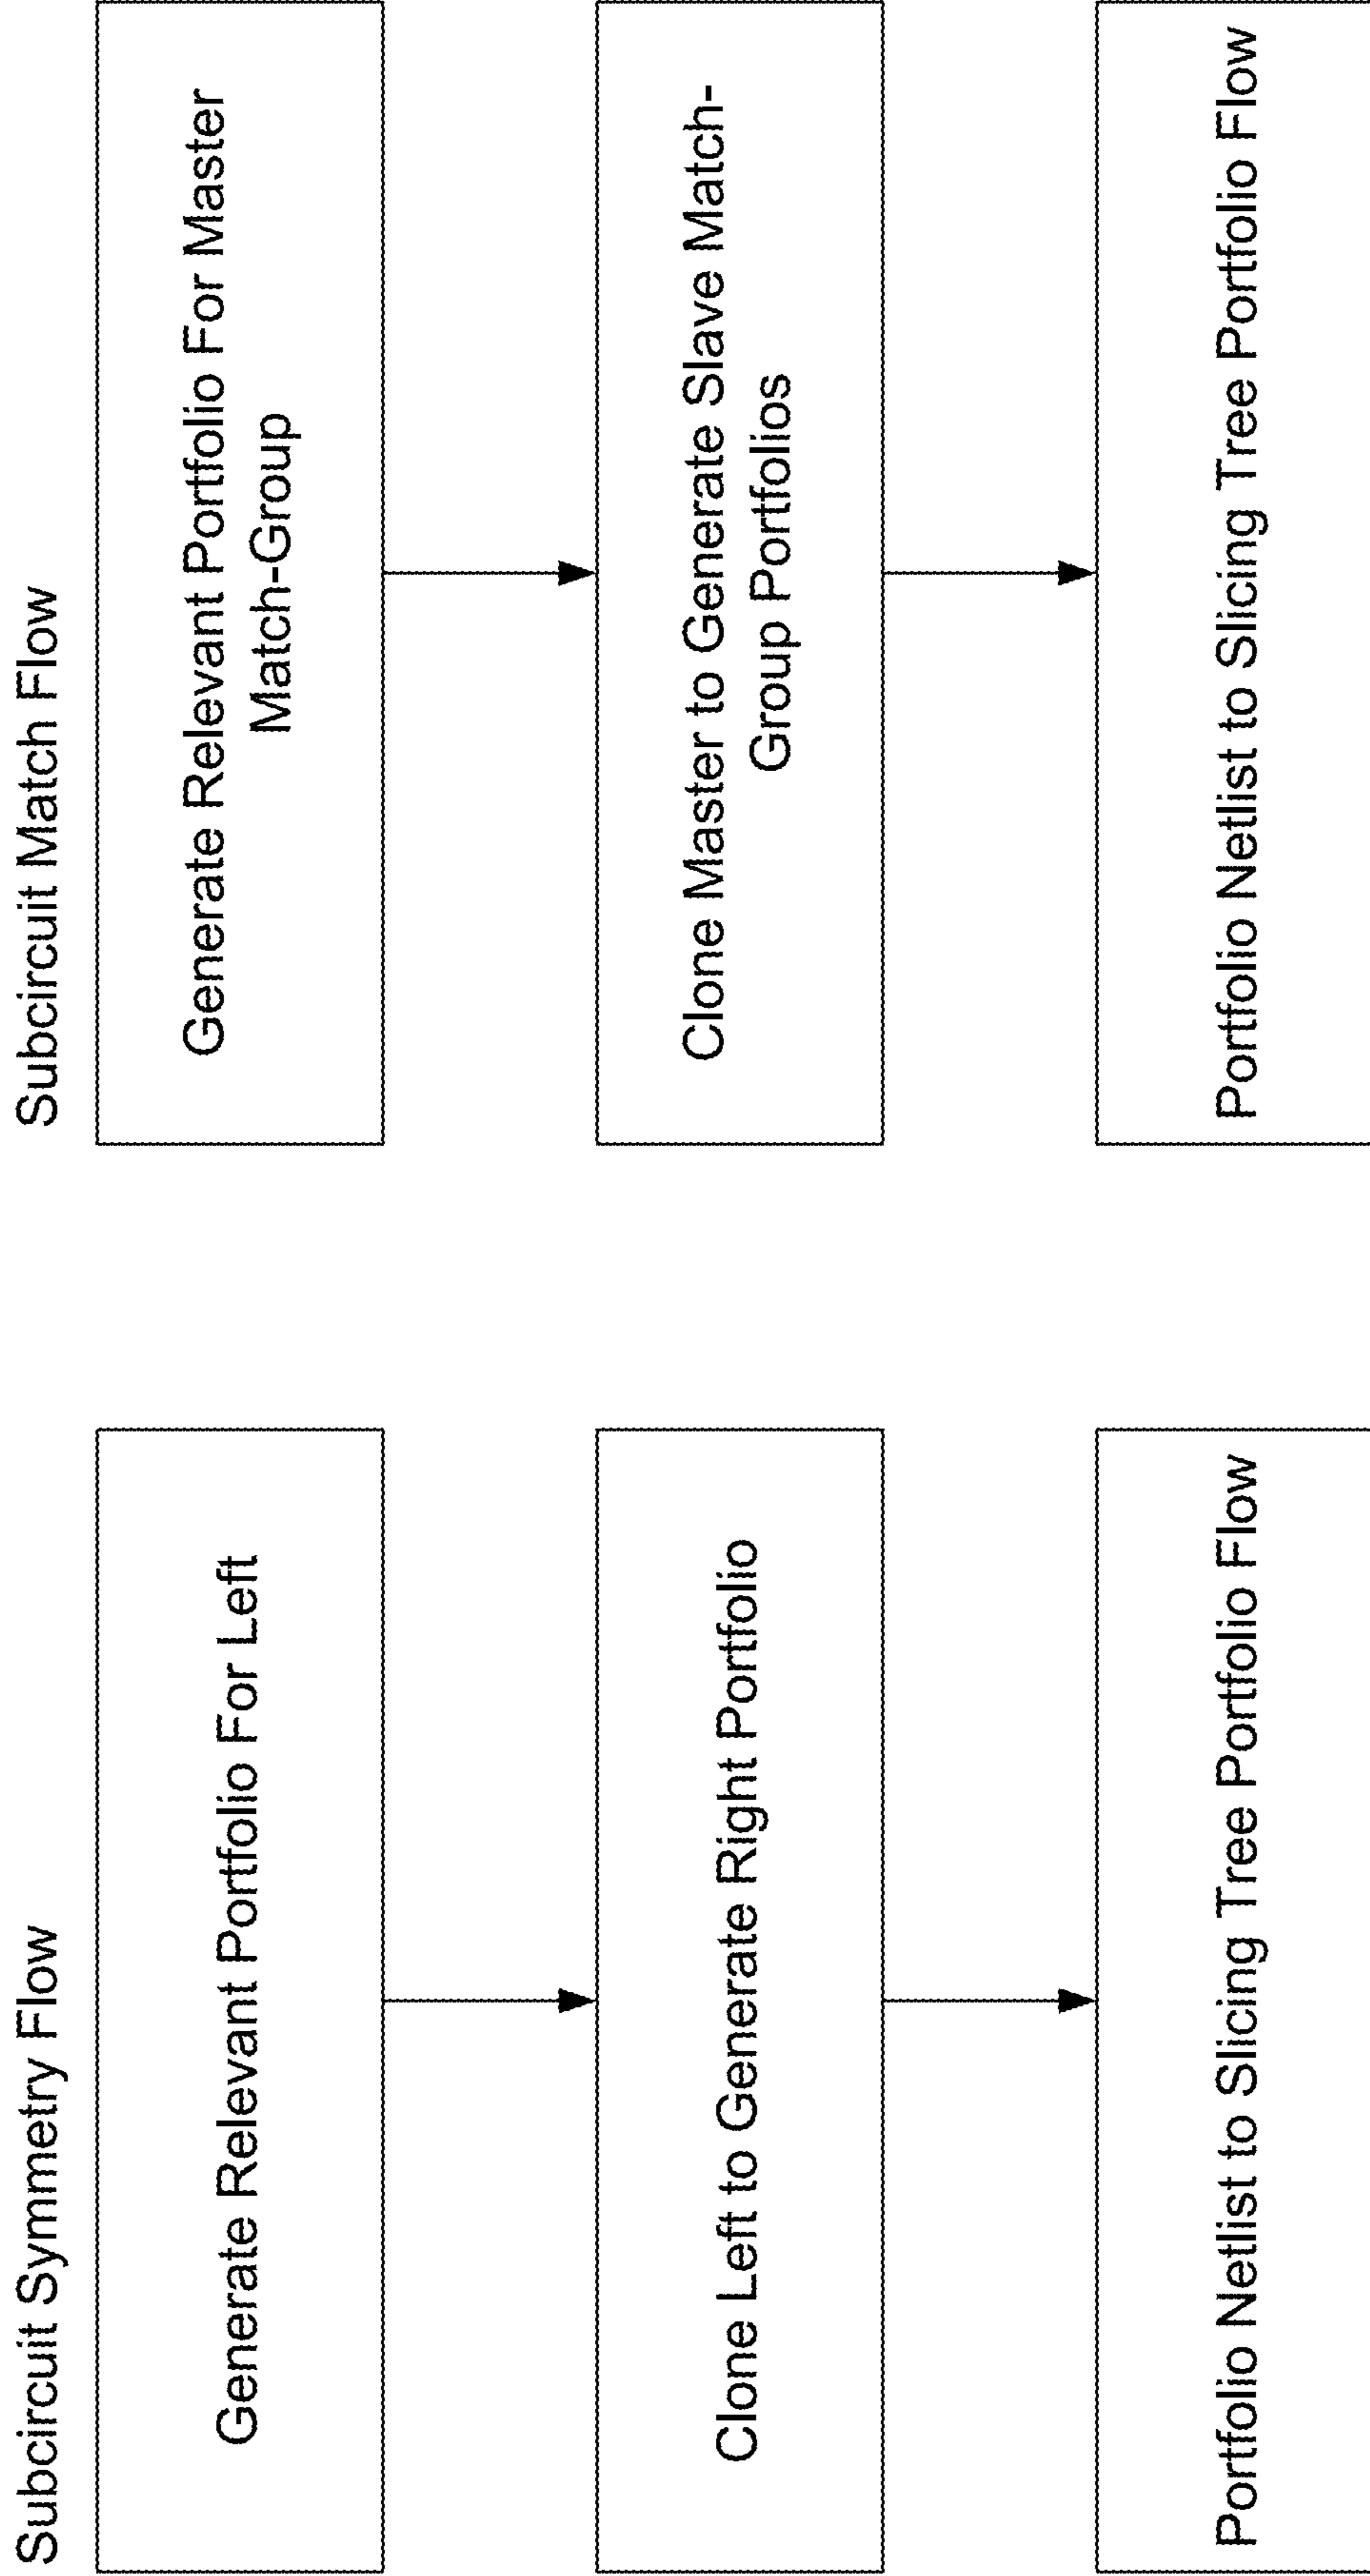 Subcircuit Symmetry Flow
Generate Relevant Portfolio For Left
Clone Left to Generate Right Portfolio
Portfolio Netlist to Slicing Tree Portfolio Flow
Subcircuit Match Flow
Generate Relevant Portfolio For Master
Match-Group
Clone Master to Generate Slave Match-
Group Portfolios
Portfolio Netlist to Slicing Tree Portfolio Flow